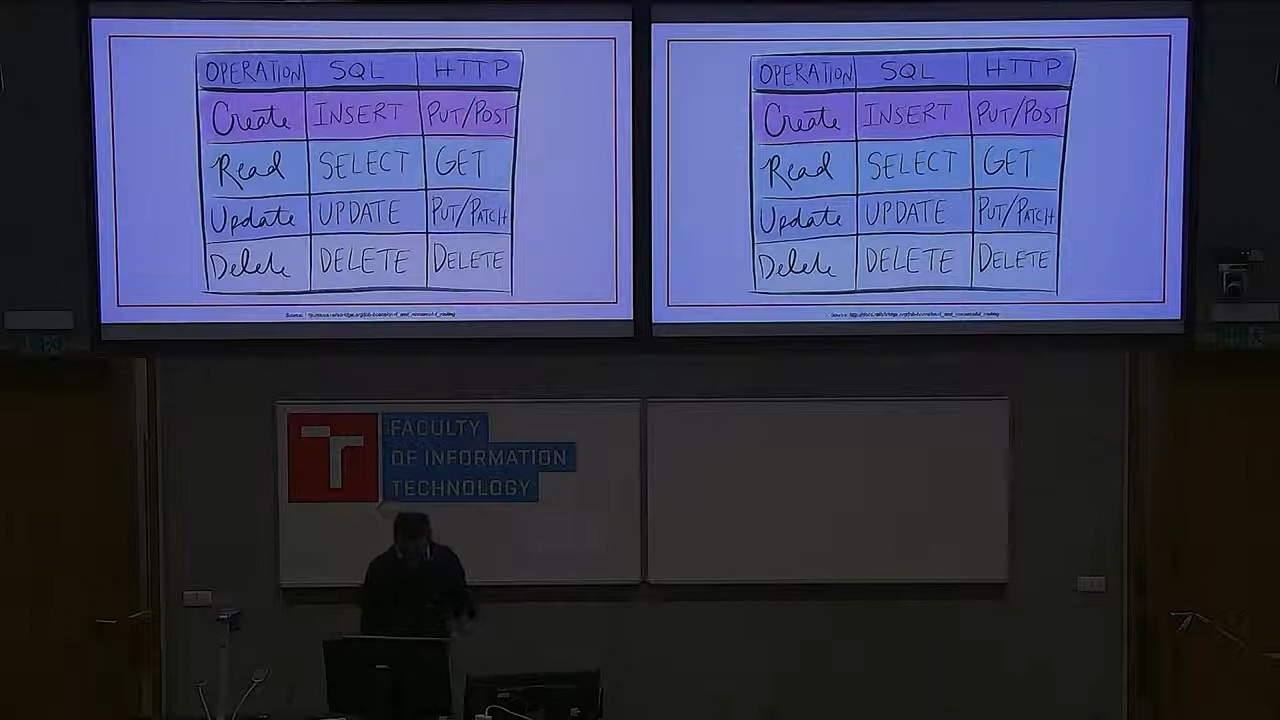 OPERATION SQL HTTP
Create INSERT PUT/POST
Read SELECT GET
Update UPDATE PUT/PATCH
Delete DELETE DELETE
OPERATION SQL HTTP
Create INSERT PUT/POST
Read SELECT GET
Update UPDATE PUT/PATCH
Delete DELETE DELETE
Source:
Source:
FACULTY
OF INFORMATION
TECHNOLOGY